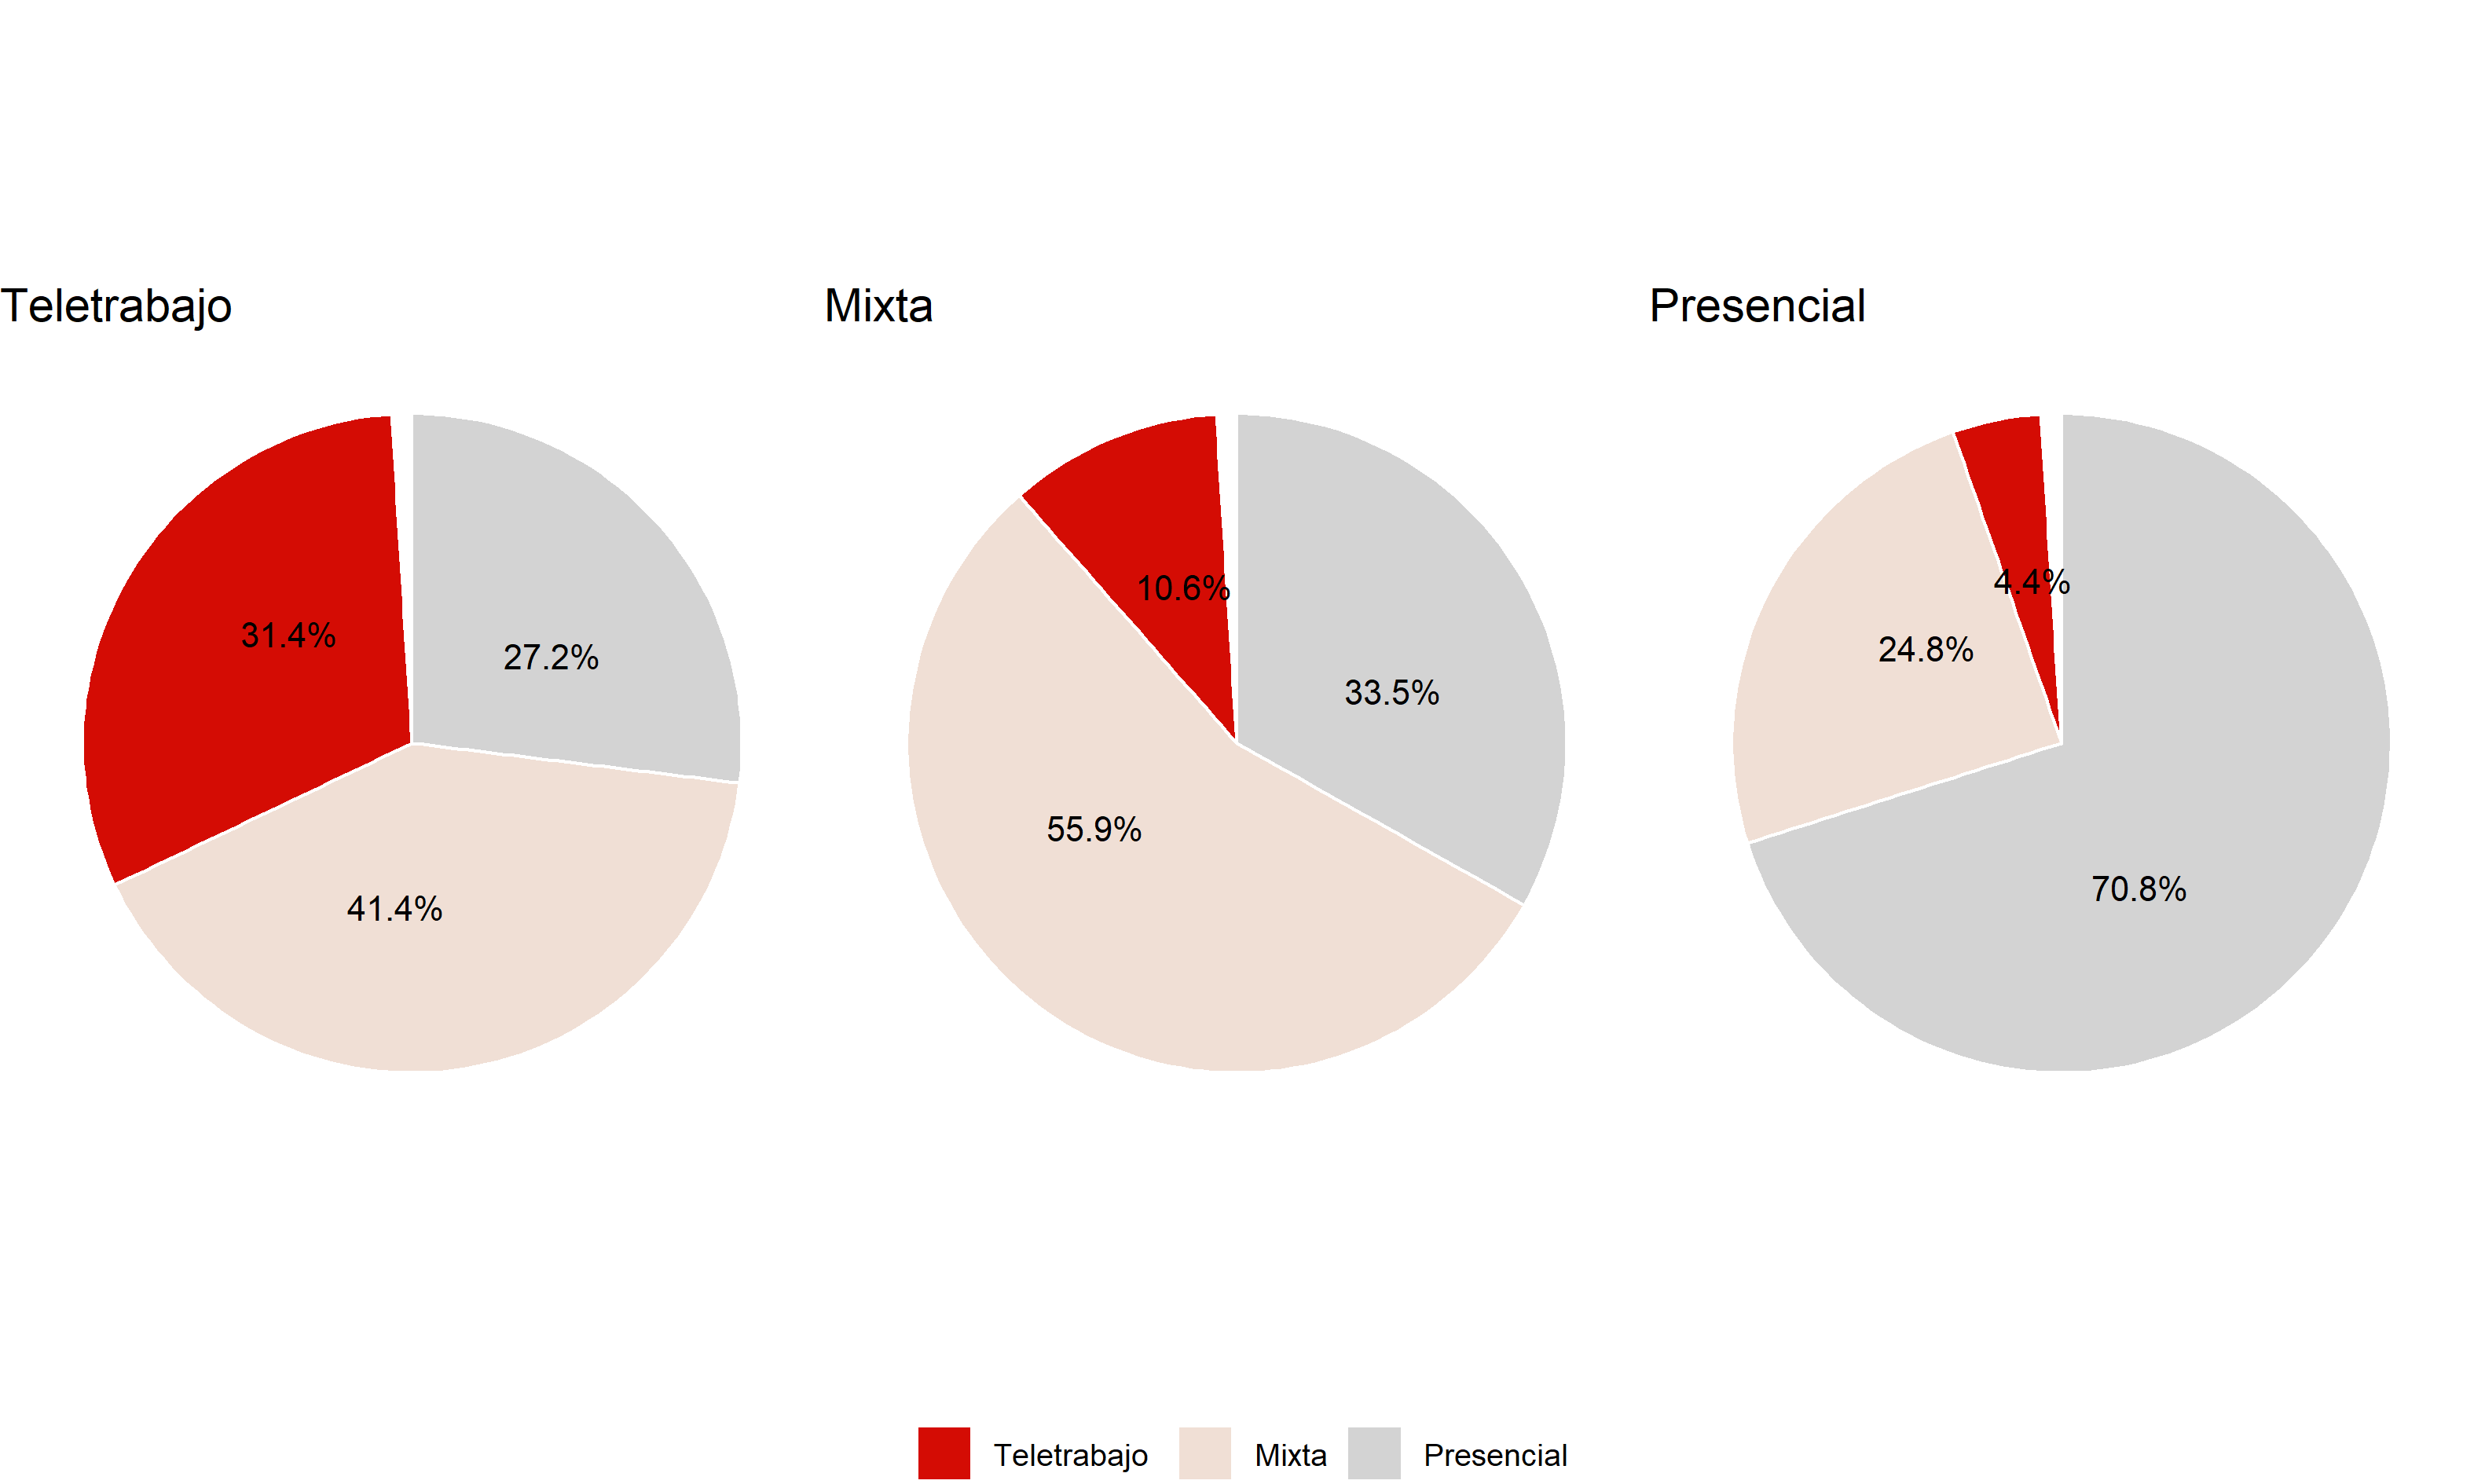 Teletrabajo
31.4%
27.2%
41.4%
Mixta
10.6%
33.5%
55.9%
Presencial
4.4%
24.8%
70.8%
Teletrabajo Mixta Presencial